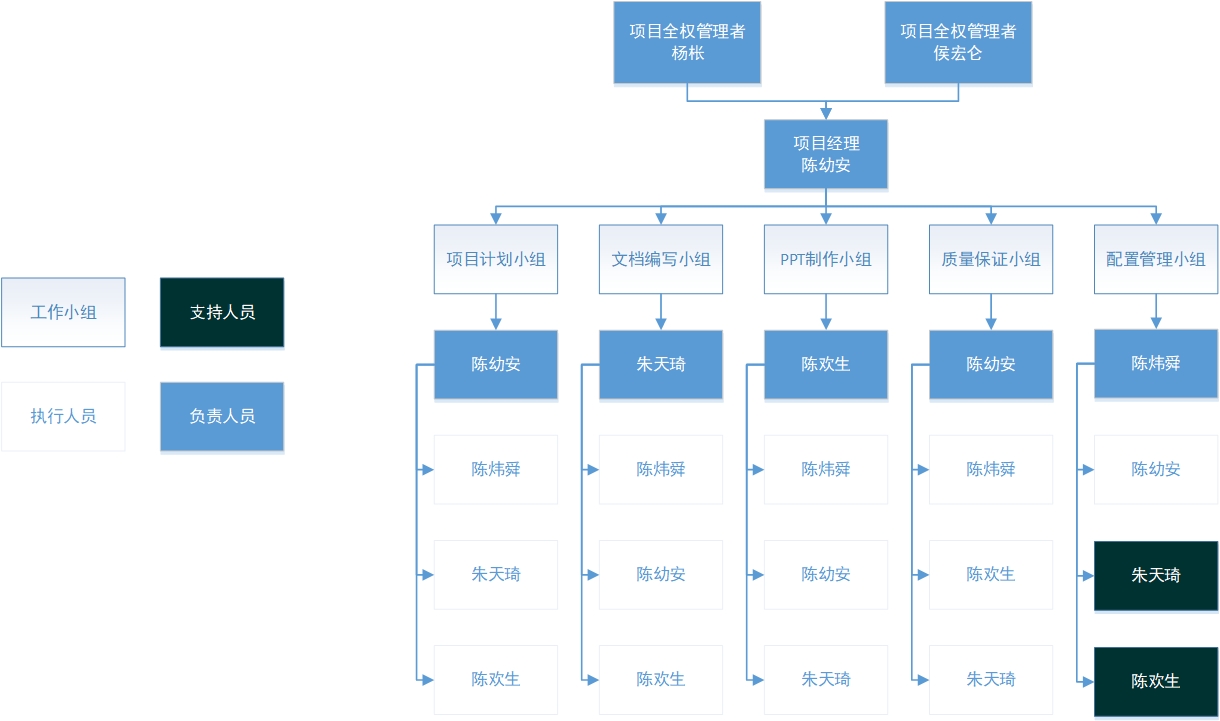 项目全权管理者
杨枨
项目全权管理者
侯宏仑
项目经理
陈幼安
项目计划小组
文档编写小组
PPT制作小组
质量保证小组
配置管理小组
工作小组
支持人员
陈幼安
朱天琦
陈欢生
陈幼安
陈炜舜
执行人员
负责人员
陈炜舜
陈炜舜
陈炜舜
陈炜舜
陈幼安
朱天琦
陈幼安
陈幼安
陈欢生
朱天琦
陈欢生
陈欢生
朱天琦
朱天琦
陈欢生